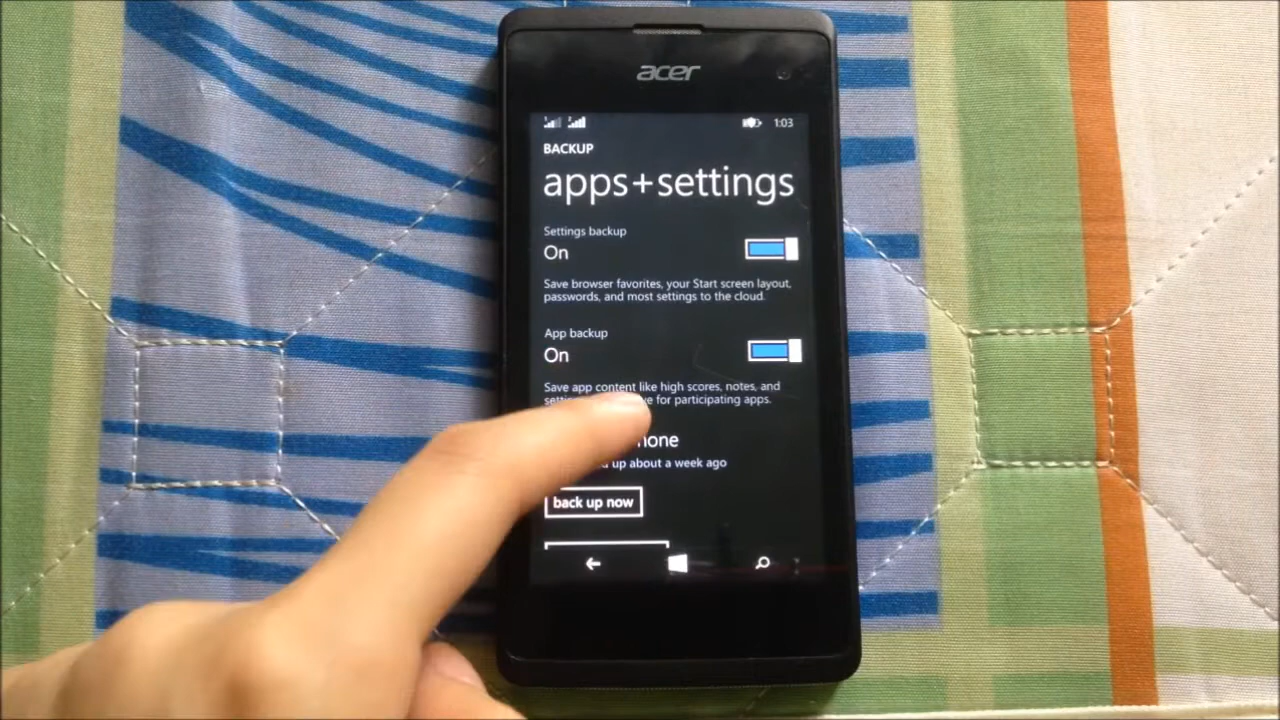 acer
1:03
BACKUP
apps+settings
Settings backup
On
Save browser favorites, your Start screen layout,
passwords, and most settings to the cloud.
App backup
On
Save app content like high scores, notes, and
for participating apps.
up about a week ago
back up now